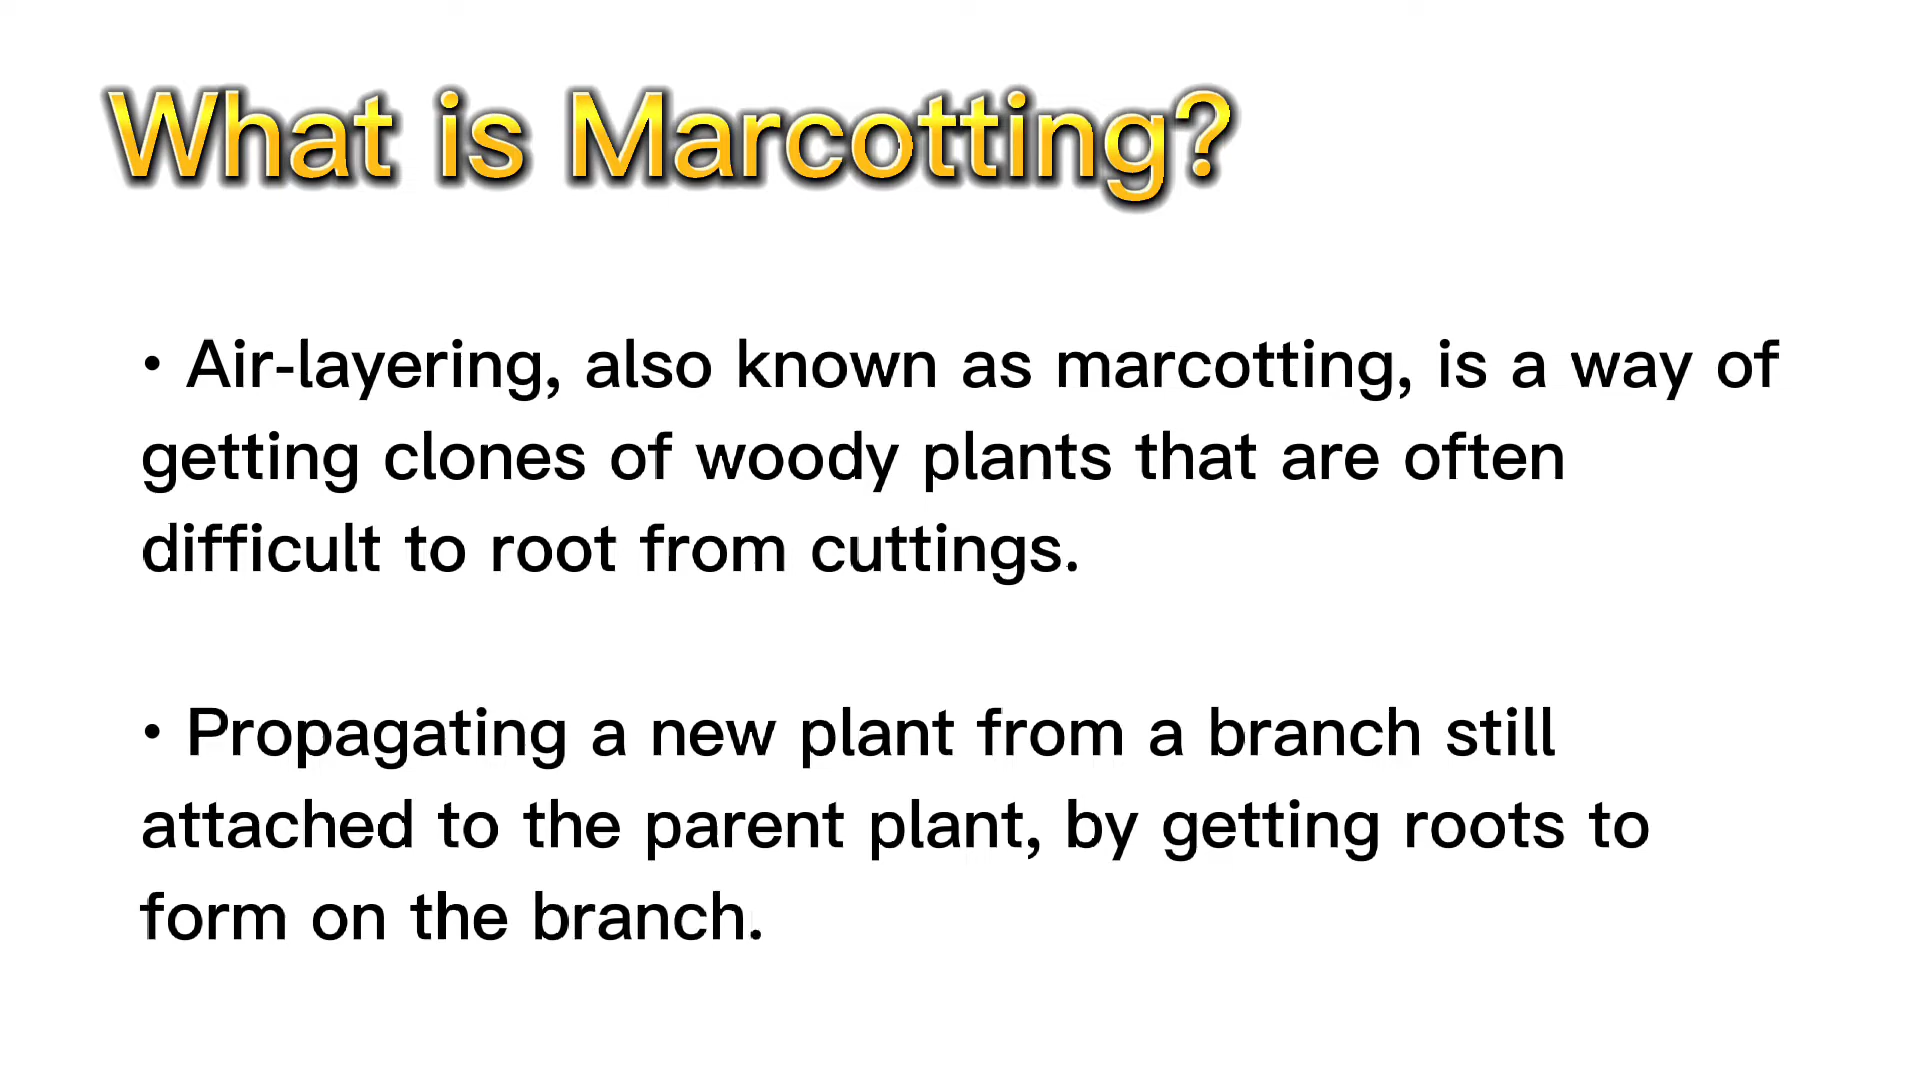 What is Marcotting?
• Air-layering, also known as marcotting, is a way of
getting clones of woody plants that are often
difficult to root from cuttings.
• Propagating a new plant from a branch still
attached to the parent plant, by getting roots to
form on the branch.